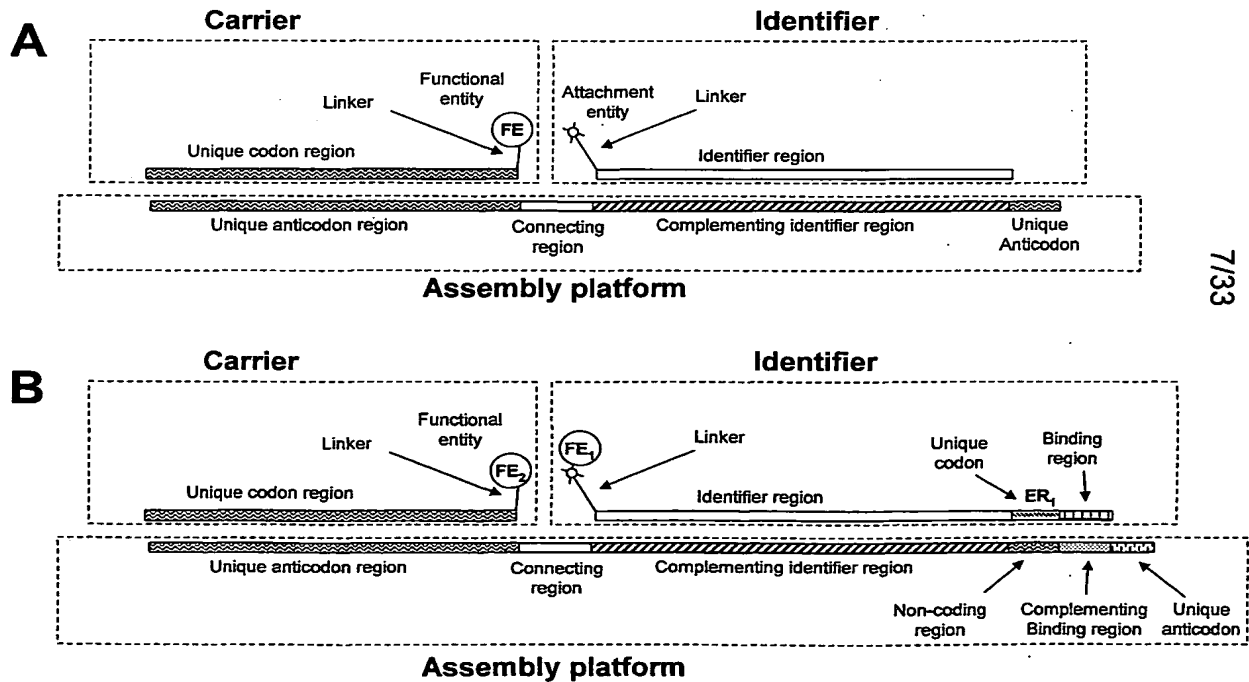 A
Carrier
Identifier
Functional
entity
Linker
FE
Attachment
entity
Linker
Unique codon region
Identifier region
Unique anticodon region
Connecting
region
Complementing identifier region
Unique
Anticodon
Assembly platform
7/33
B
Carrier
Identifier
Functional
entity
Linker
FE2
FE1
Linker
Unique
codon
Binding
region
Unique codon region
Identifier region
ER1
Unique anticodon region
Connecting
region
Complementing identifier region
Non-coding
region
Complementing
Binding region
Unique
anticodon
Assembly platform